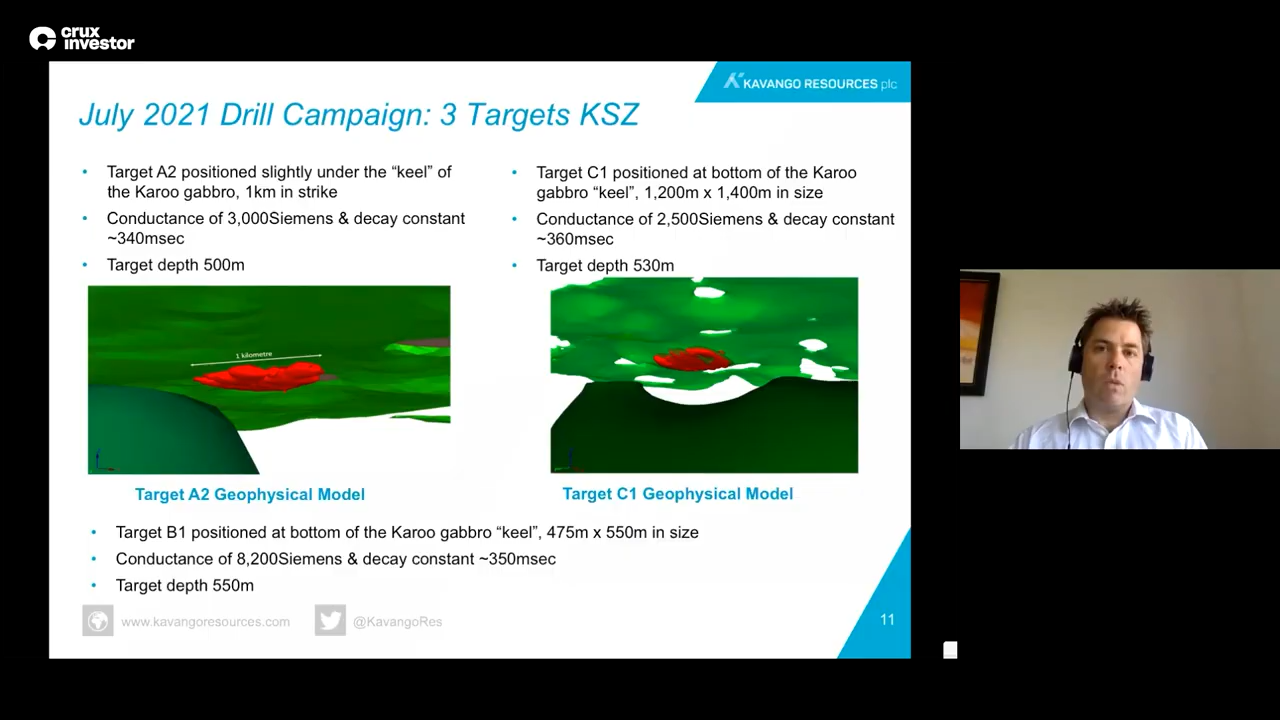 crux
investor
KAVANGO RESOURCES plc
July 2021 Drill Campaign: 3 Targets KSZ
• Target A2 positioned slightly under the “keel” of
the Karoo gabbro, 1km in strike
• Conductance of 3,000Siemens & decay constant
~340msec
• Target depth 500m
• Target C1 positioned at bottom of the Karoo
gabbro “keel”, 1,200m x 1,400m in size
• Conductance of 2,500Siemens & decay constant
~360msec
• Target depth 530m
1 kilometre
Target A2 Geophysical Model
Target C1 Geophysical Model
• Target B1 positioned at bottom of the Karoo gabbro “keel”, 475m x 550m in size
• Conductance of 8,200Siemens & decay constant ~350msec
• Target depth 550m
www.kavangoresources.com
@KavangoRes
11